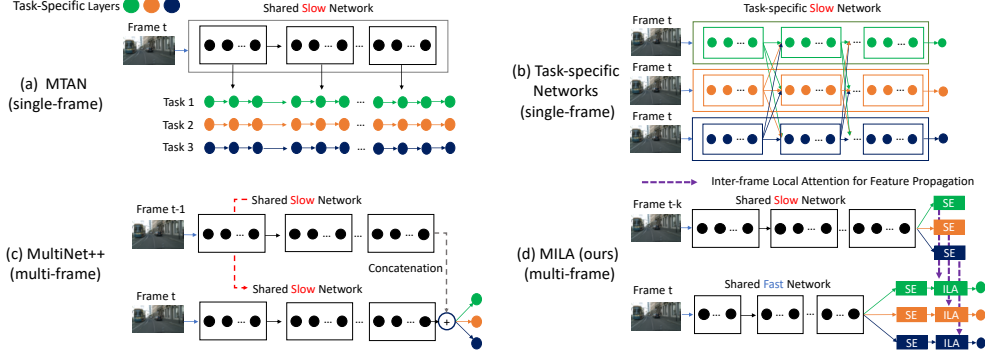 Task-Specific Layers
Frame t
Shared Slow Network
(a) MTAN
(single-frame)
Task 1
Task 2
Task 3
Task-specific Slow Network
Frame t
Frame t
Frame t
(b) Task-specific
Networks
(single-frame)
Frame t-1
Shared Slow Network
(c) MultiNet++
(multi-frame)
Concatenation
Shared Slow Network
Frame t
+
Inter-frame Local Attention for Feature Propagation
Frame t-k
Shared Slow Network
SE
SE
SE
(d) MILA (ours)
(multi-frame)
Frame t
Shared Fast Network
SE ILA
SE ILA
SE ILA